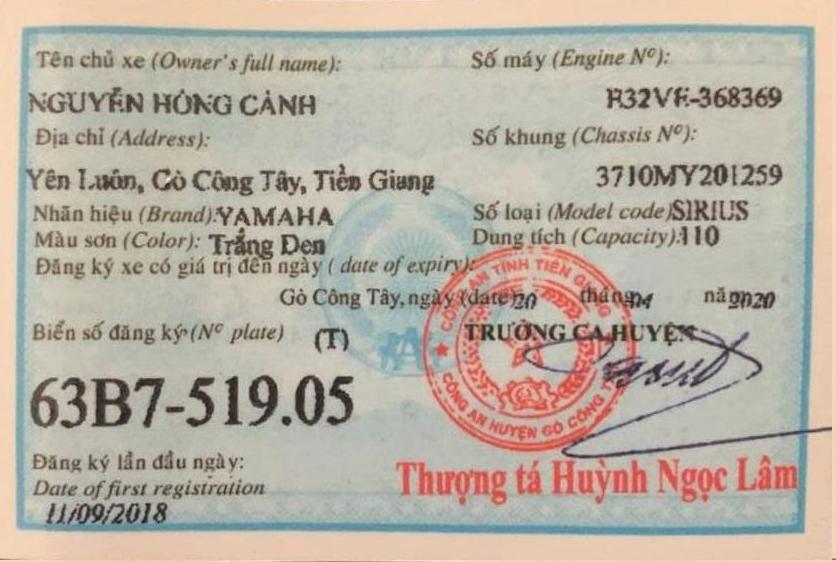 Tên chủ xe (Owner's full name):
NGUYỄN HỒNG CẢNH
Địa chỉ (Address):
Yên Luôn, Gò Công Tây, Tiền Giang
Nhãn hiệu (Brand): YAMAHA
Màu sơn (Color): Trắng Đen
Số máy (Engine Nº):
E32VE-368369
Số khung (Chassis Nº):
3710MY201259
Số loại (Model code) SIRIUS
Dung tích (Capacity): 110
Đăng ký xe có giá trị đến ngày ( date of expiry):
Gò Công Tây, ngày (date) 20 tháng 04 năm 2020
Biển số đăng ký (Nº plate) (T)
63B7-519.05
TRƯỞNG CA HUYỆN
CÔNG AN TỈNH TIỀN GIANG
CÔNG AN HUYỆN GÒ CÔNG TÂY
Đăng ký lần đầu ngày:
Date of first registration
11/09/2018
Thượng tá Huỳnh Ngọc Lâm